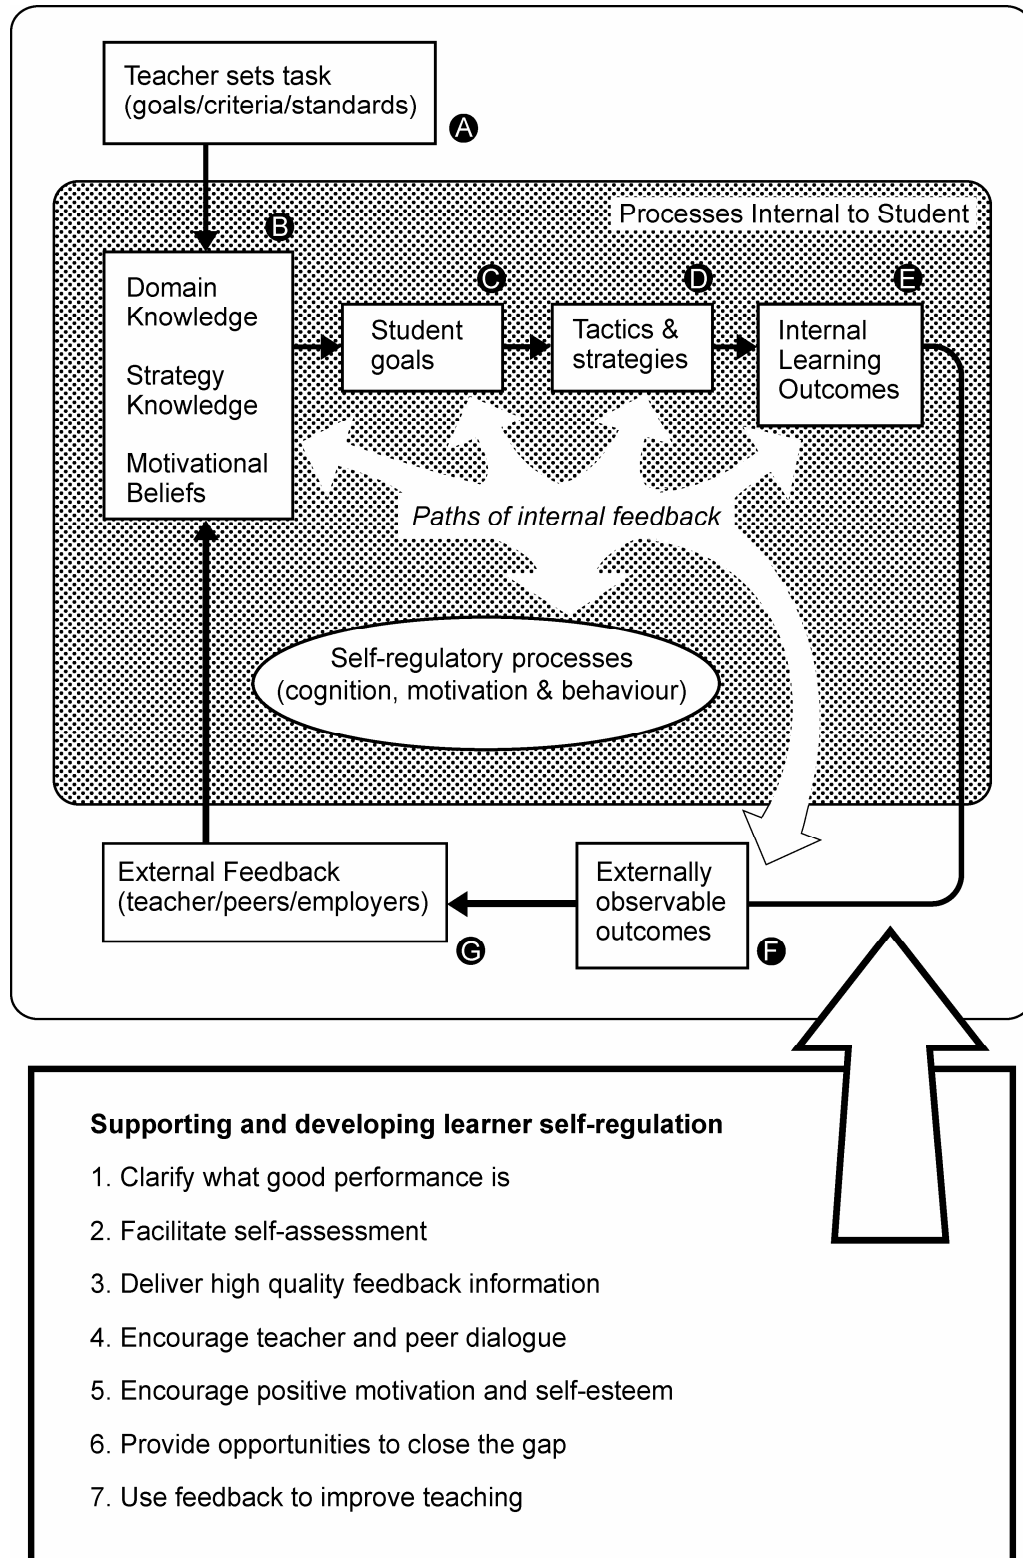 Teacher sets task
(goals/criteria/standards)
A
Processes Internal to Student
B
Domain
Knowledge
Strategy
Knowledge
Motivational
Beliefs
C
Student
goals
D
Tactics &
strategies
E
Internal
Learning
Outcomes
Paths of internal feedback
Self-regulatory processes
(cognition, motivation & behaviour)
External Feedback
(teacher/peers/employers)
G
Externally
observable
outcomes
F
Supporting and developing learner self-regulation
1. Clarify what good performance is
2. Facilitate self-assessment
3. Deliver high quality feedback information
4. Encourage teacher and peer dialogue
5. Encourage positive motivation and self-esteem
6. Provide opportunities to close the gap
7. Use feedback to improve teaching